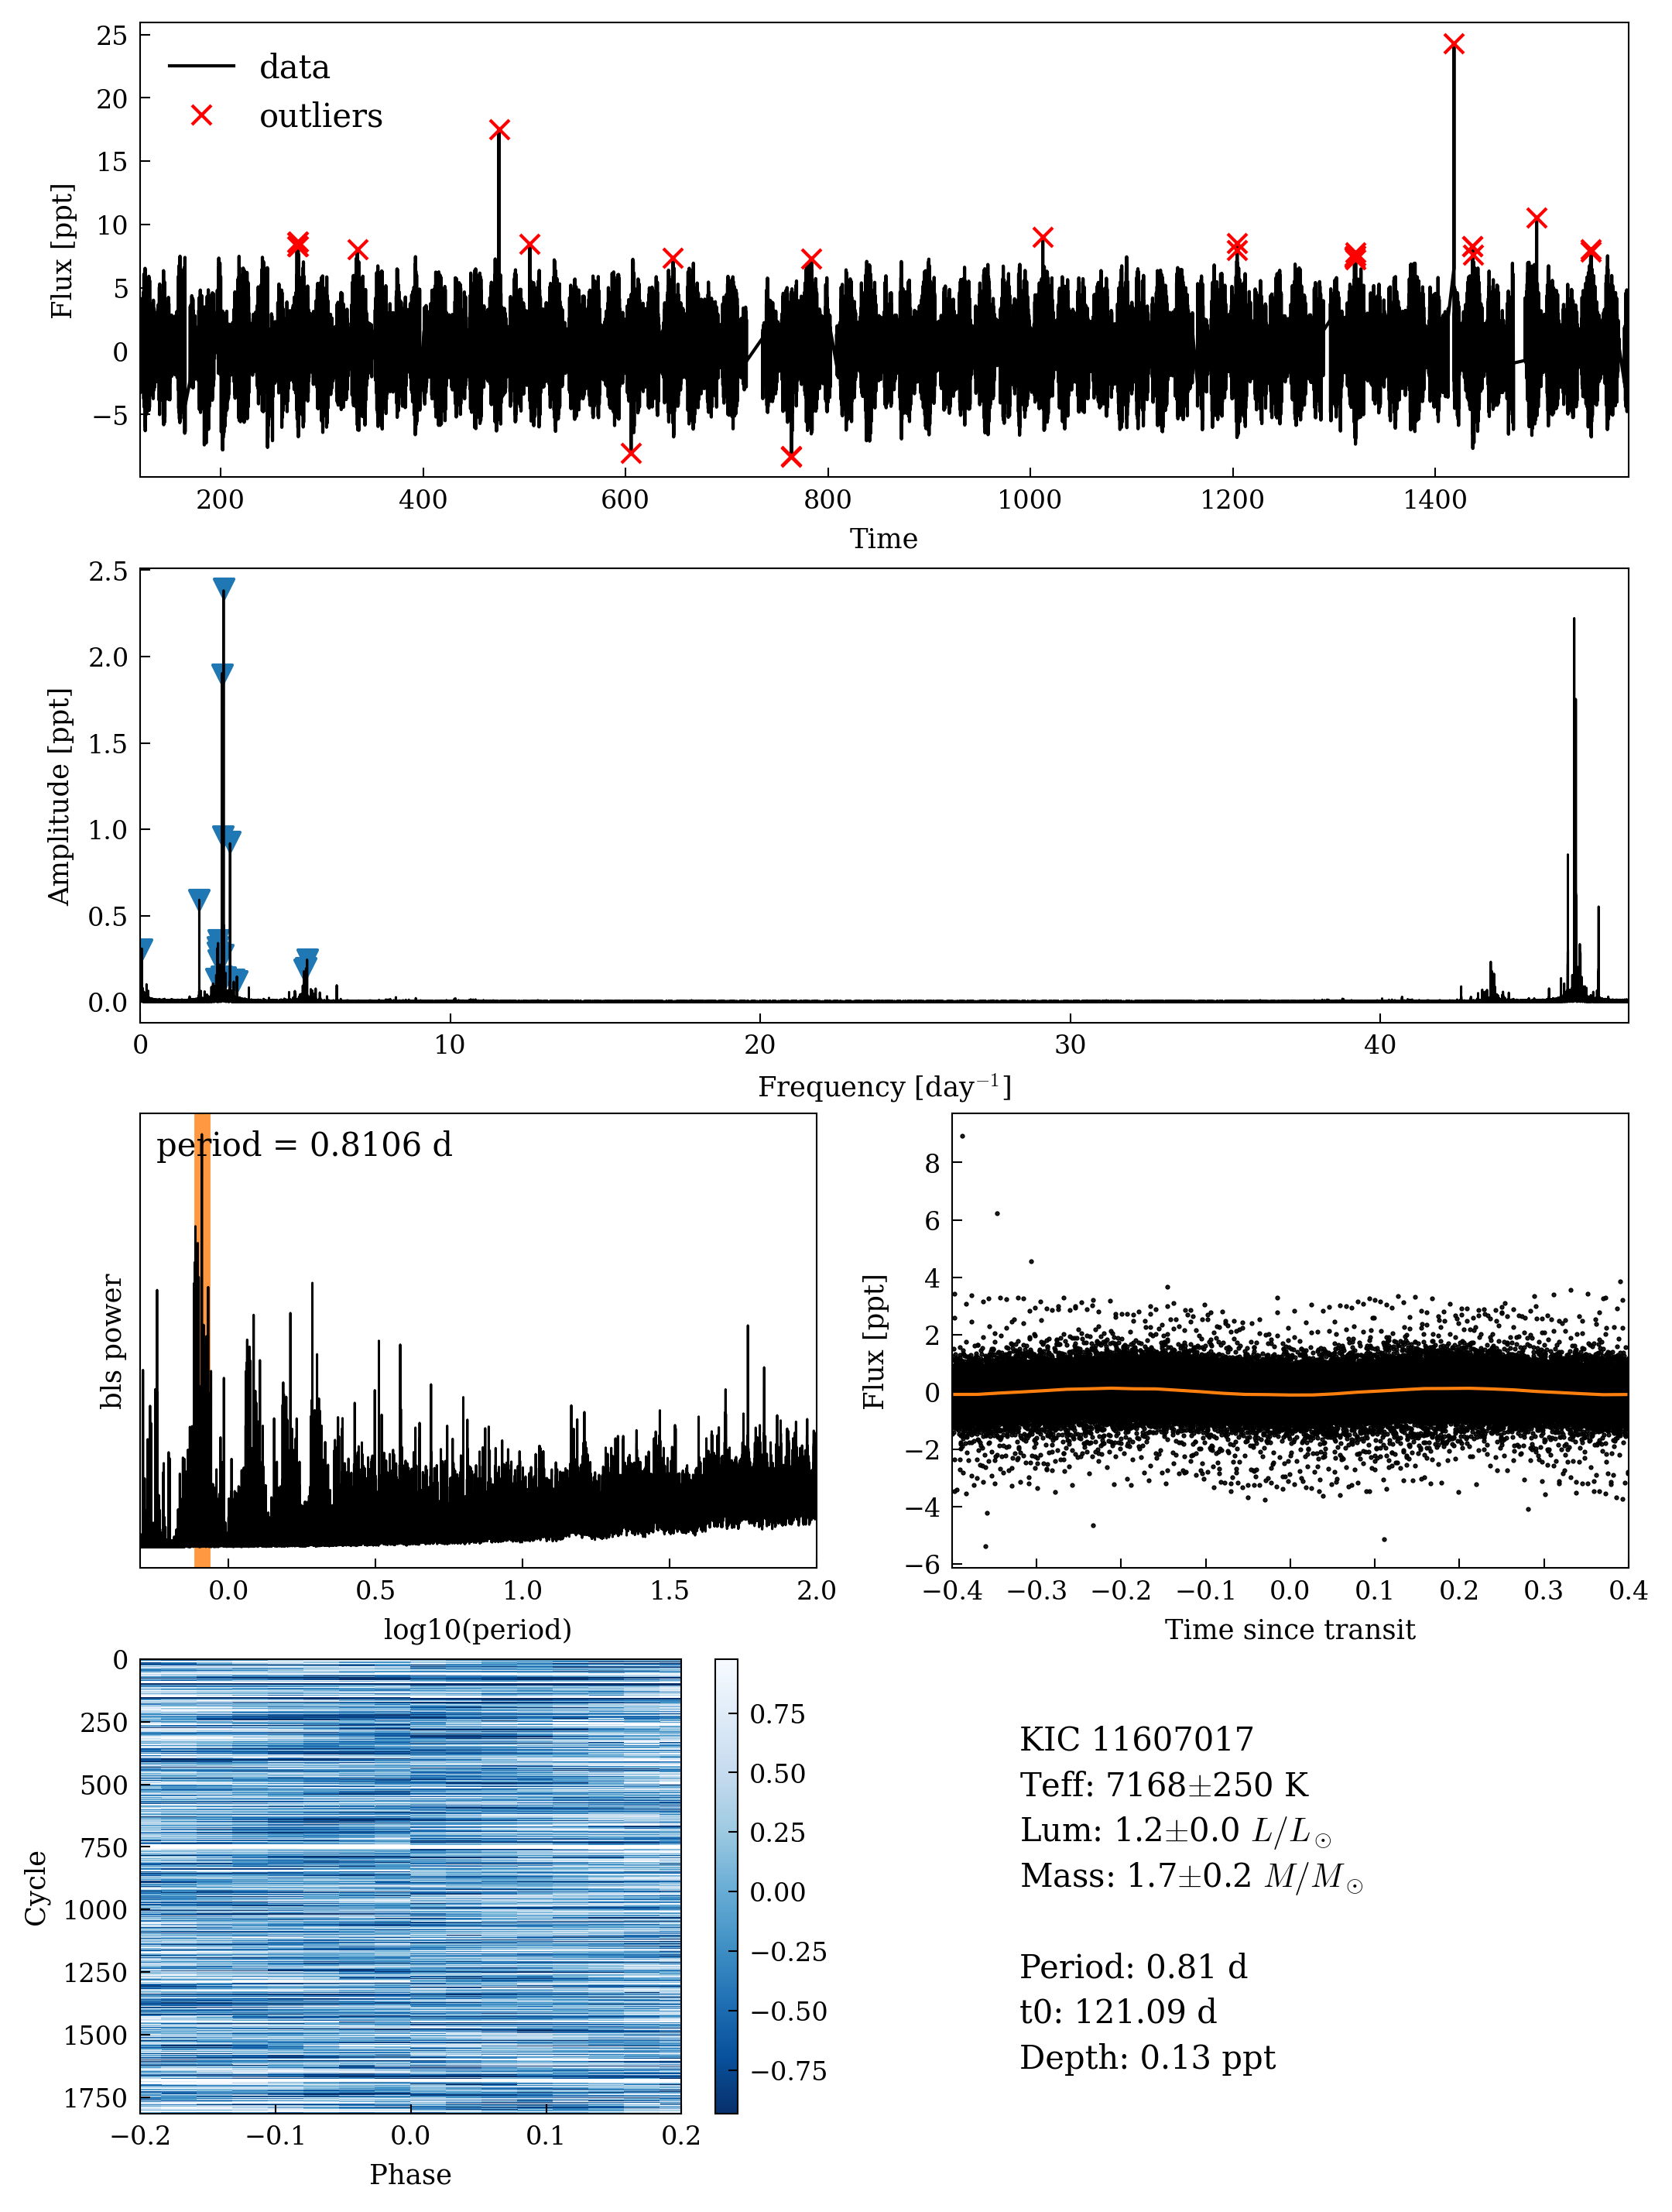 25
20
15
10
5
0
−5
Flux [ppt]
data
outliers
200 400 600 800 1000 1200 1400
Time
2.5
2.0
1.5
1.0
0.5
0.0
Amplitude [ppt]
0 10 20 30 40
Frequency [day⁻¹]
period = 0.8106 d
bls power
0.0 0.5 1.0 1.5 2.0
log10(period)
8
6
4
2
0
−2
−4
−6
Flux [ppt]
−0.4 −0.3 −0.2 −0.1 0.0 0.1 0.2 0.3 0.4
Time since transit
0
250
500
750
1000
1250
1500
1750
Cycle
−0.2 −0.1 0.0 0.1 0.2
Phase
0.75
0.50
0.25
0.00
−0.25
−0.50
−0.75
KIC 11607017
Teff: 7168±250 K
Lum: 1.2±0.0 L/L⊙
Mass: 1.7±0.2 M/M⊙
Period: 0.81 d
t0: 121.09 d
Depth: 0.13 ppt